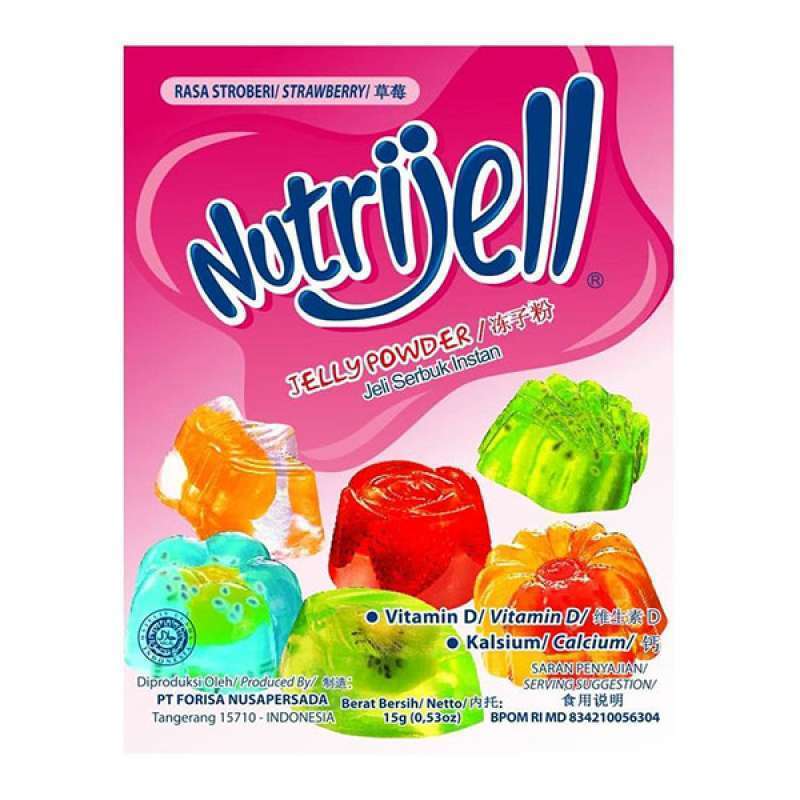 RASA STROBERI/ STRAWBERRY/ 草莓
Nutrijell
®
JELLY POWDER / 冻子粉
Jeli Serbuk Instan
• Vitamin D/ Vitamin D/ 维生素 D
• Kalsium/ Calcium/ 钙
SARAN PENYAJIAN/
SERVING SUGGESTION/
食用说明
Diproduksi Oleh/ Produced By/ 制造:
PT FORISA NUSAPERSADA
Tangerang 15710 - INDONESIA
Berat Bersih/ Netto/ 内托:
15g (0,53oz)
BPOM RI MD 834210056304